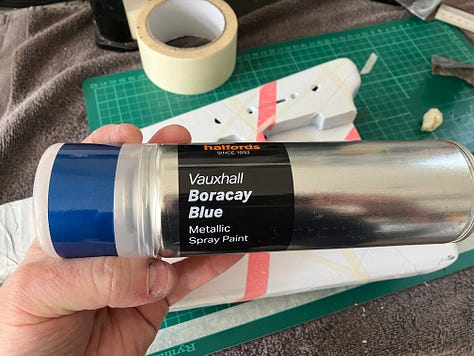 halfords
SINCE 1892
Vauxhall
Boracay
Blue
Metallic
Spray Paint